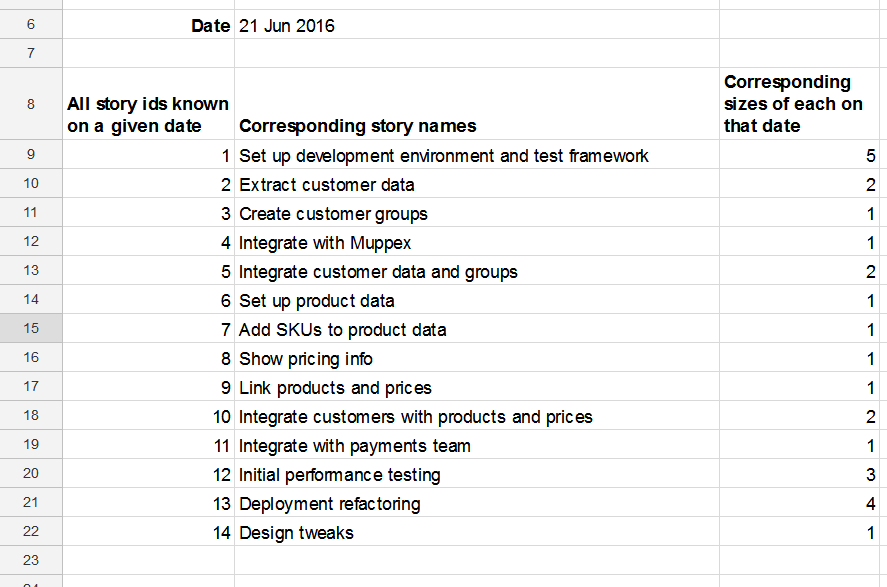 6 Date 21 Jun 2016
7
Corresponding
8 All story ids known sizes of each on
on a given date Corresponding story names that date
9 1 Set up development environment and test framework 5
10 2 Extract customer data 2
11 3 Create customer groups 1
12 4 Integrate with Muppex 1
13 5 Integrate customer data and groups 2
14 6 Set up product data 1
15 7 Add SKUs to product data 1
16 8 Show pricing info 1
17 9 Link products and prices 1
18 10 Integrate customers with products and prices 2
19 11 Integrate with payments team 1
20 12 Initial performance testing 3
21 13 Deployment refactoring 4
22 14 Design tweaks 1
23